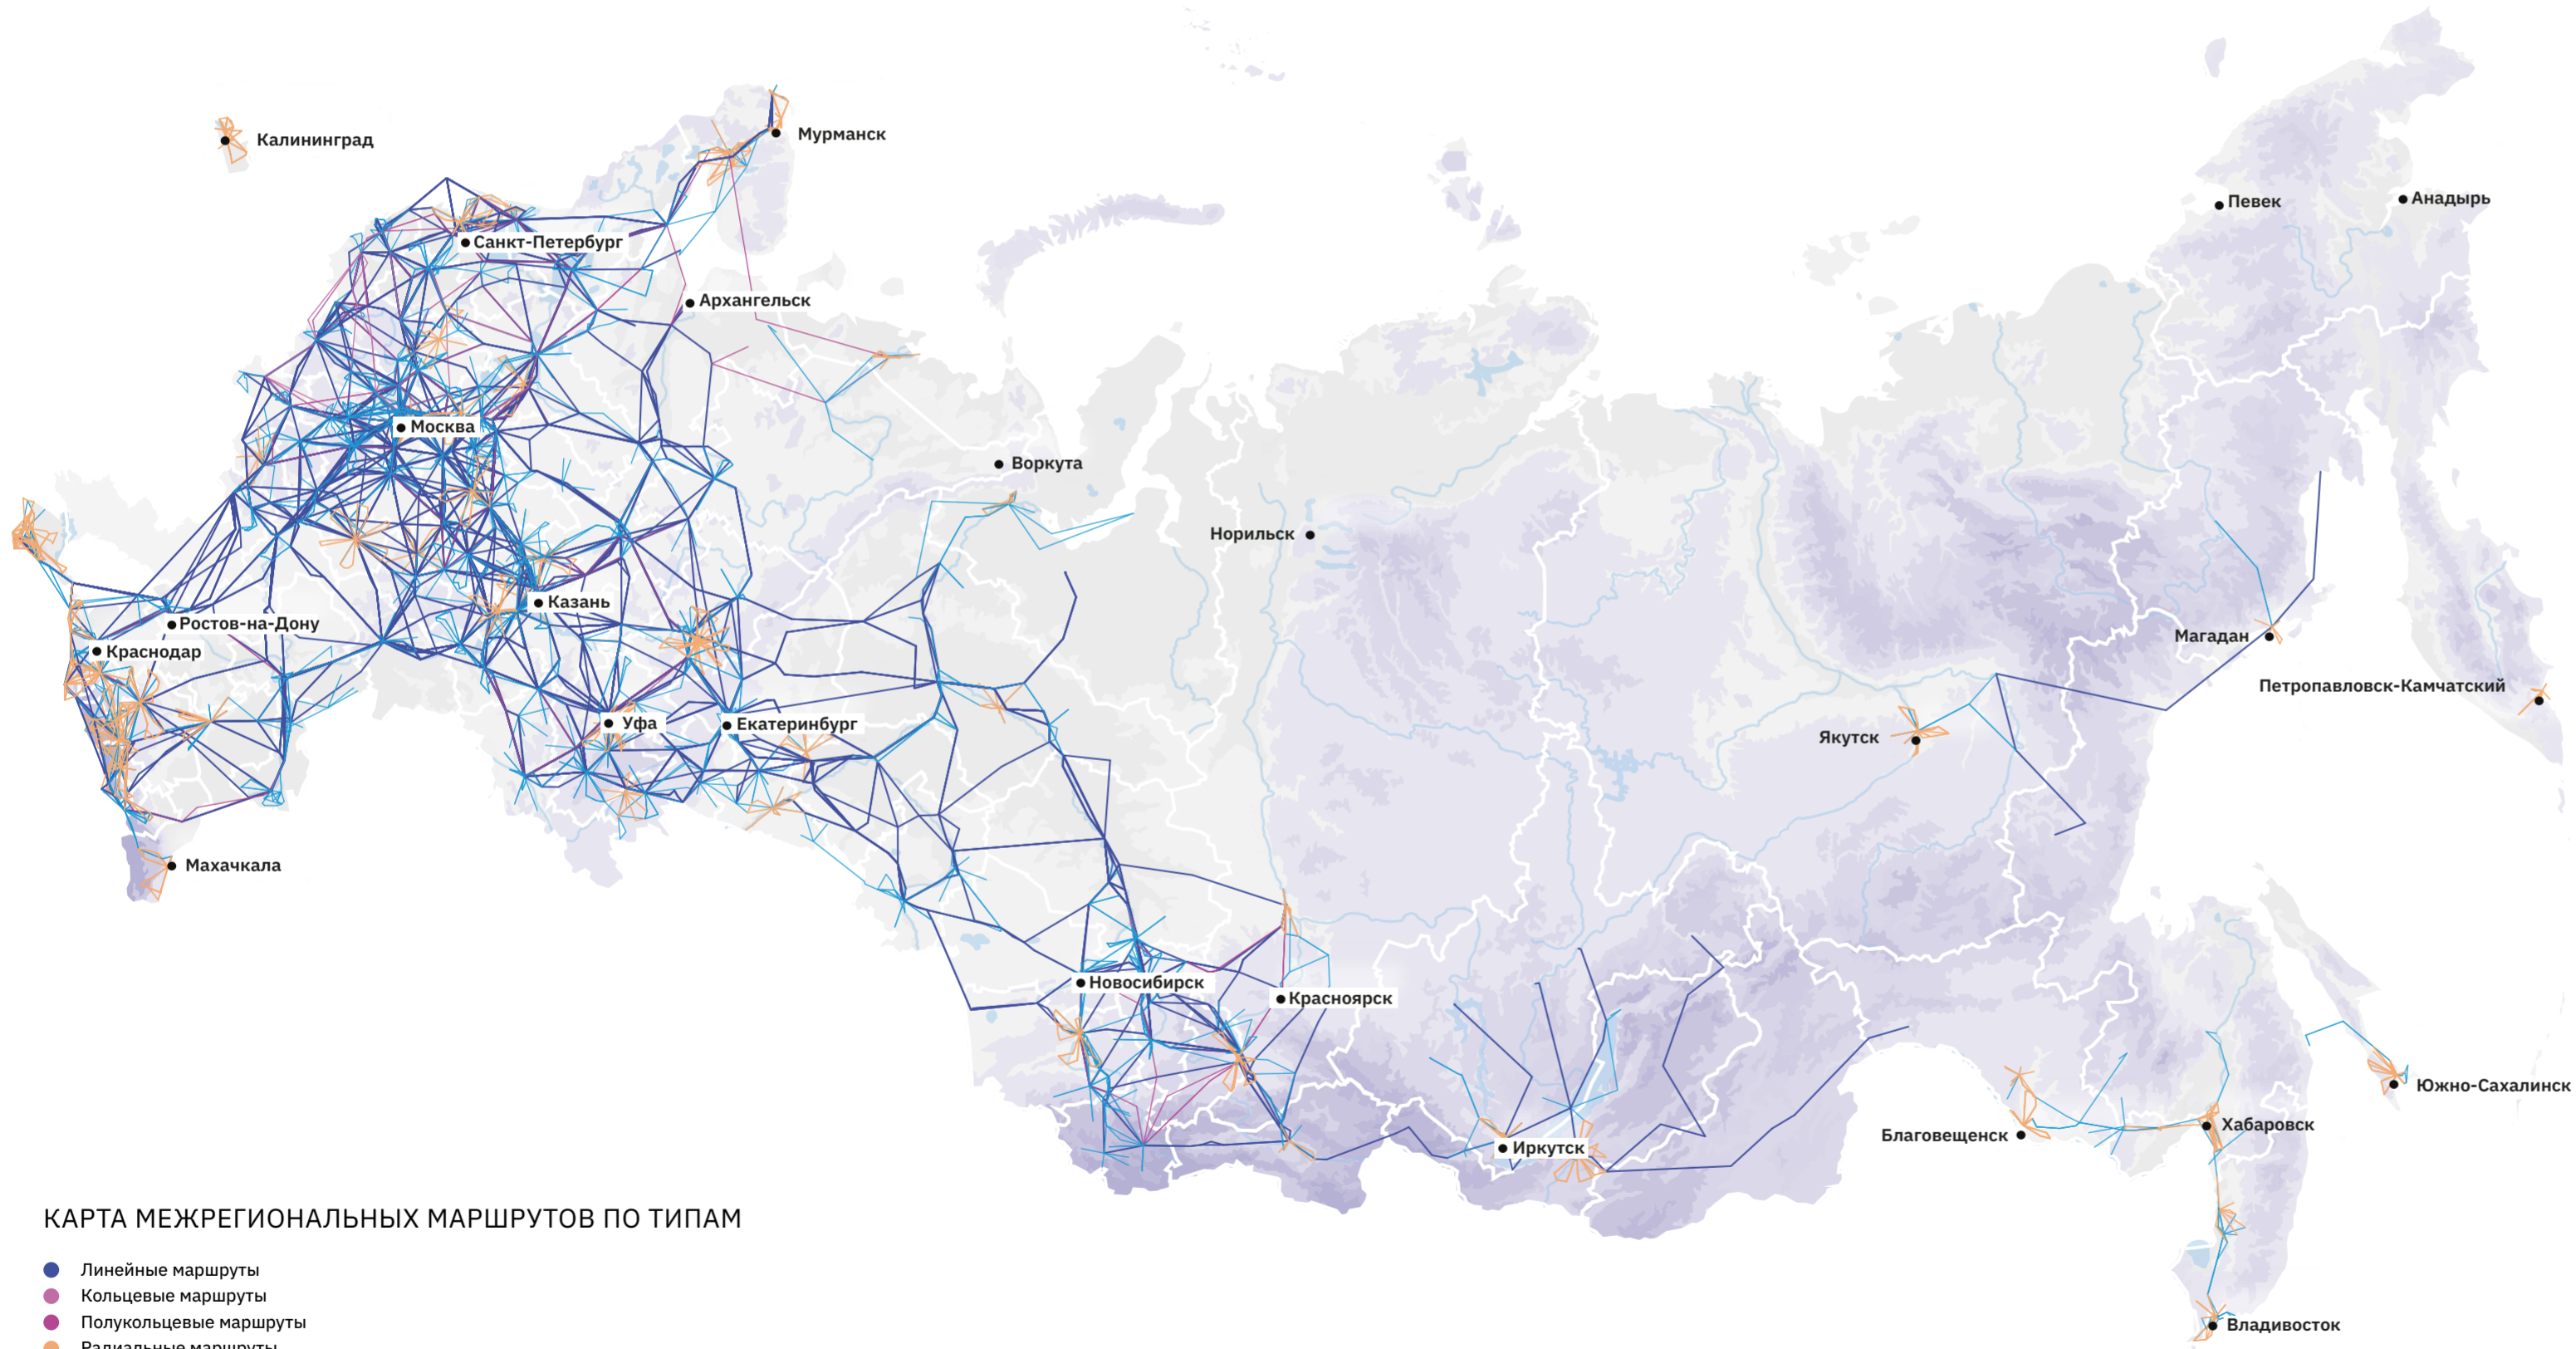 Калининград
Мурманск
Певек
Анадырь
Санкт-Петербург
Архангельск
Москва
Воркута
Норильск
Казань
Ростов-на-Дону
Краснодар
Магадан
Петропавловск-Камчатский
Уфа
Екатеринбург
Якутск
Махачкала
Новосибирск
Красноярск
Южно-Сахалинск
Хабаровск
Благовещенск
Иркутск
КАРТА МЕЖРЕГИОНАЛЬНЫХ МАРШРУТОВ ПО ТИПАМ
Линейные маршруты
Кольцевые маршруты
Полукольцевые маршруты
Владивосток
Радиальные маршруты